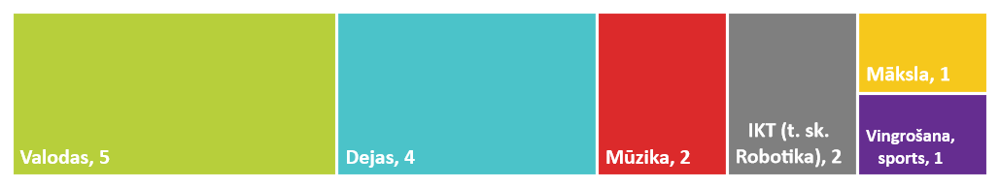 Valodas, 5
Dejas, 4
Mūzika, 2
IKT (t. sk.
Robotika), 2
Māksla, 1
Vingrošana,
sports, 1